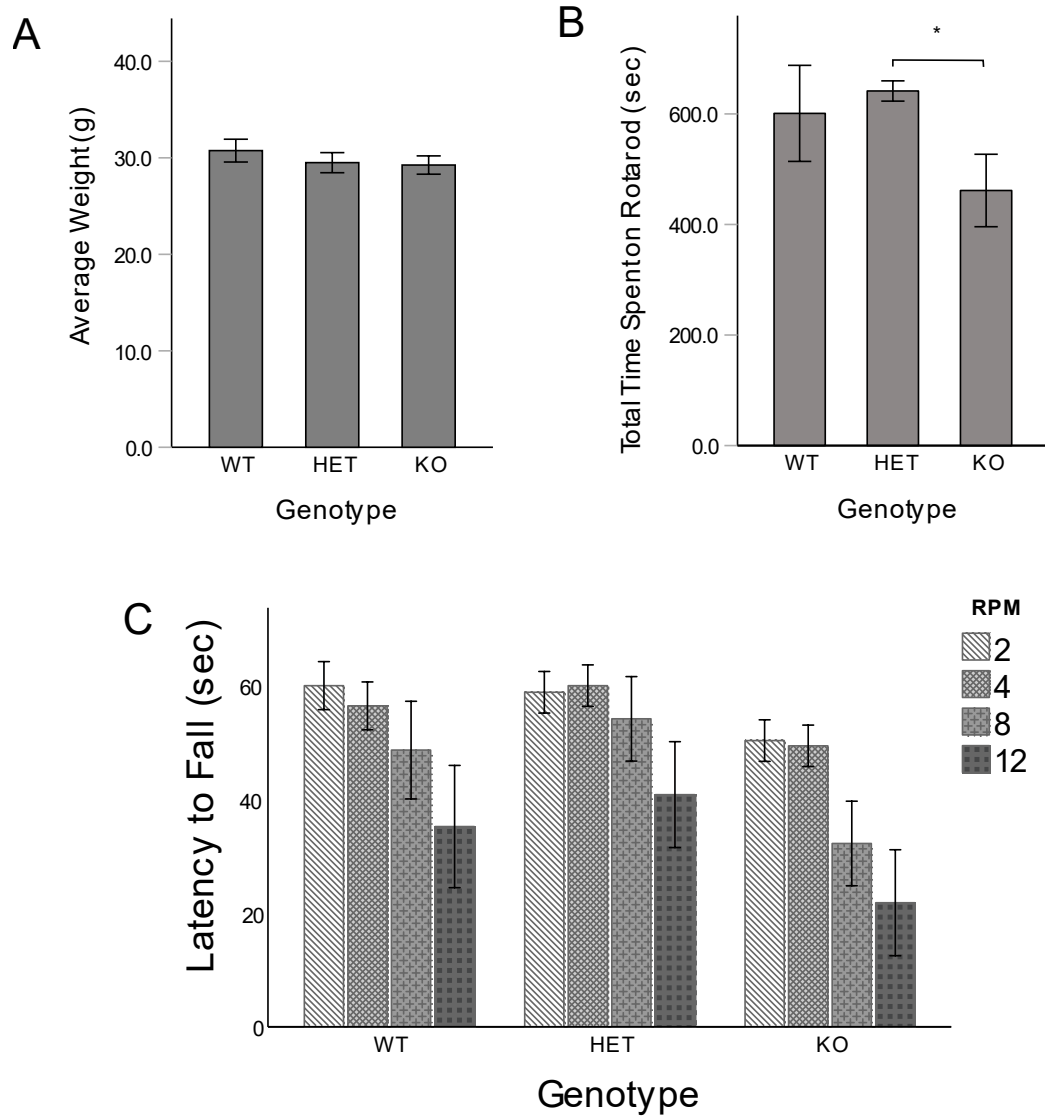 A
Average Weight(g)
40.0
30.0
20.0
10.0
0.0
WT HET KO
Genotype
B
Total Time Spenton Rotarod (sec)
*
600.0
400.0
200.0
0.0
WT HET KO
Genotype
C
Latency to Fall (sec)
60
40
20
0
WT HET KO
Genotype
RPM
2
4
8
12